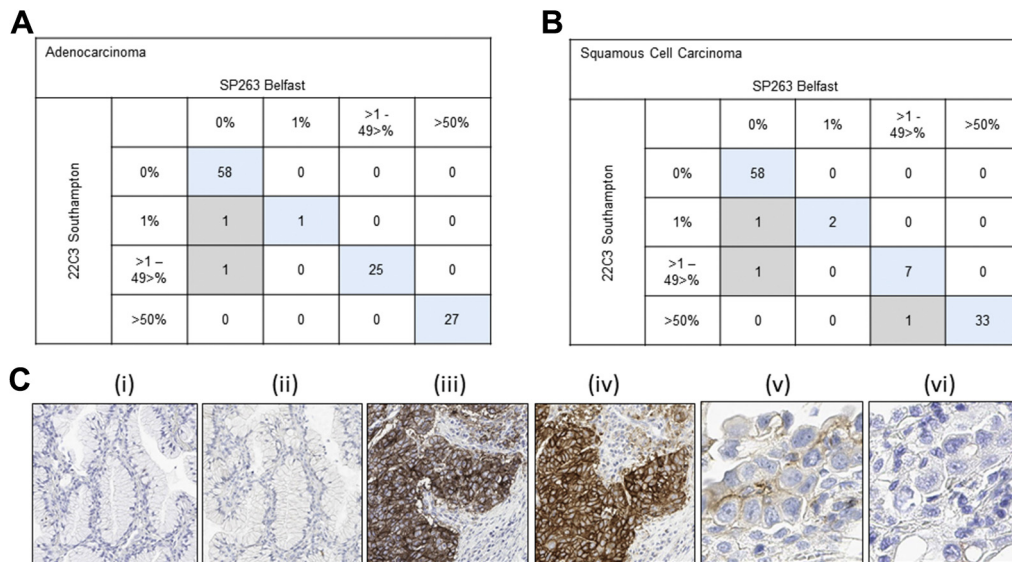 A
Adenocarcinoma
SP263 Belfast
0% 1% >1 - 49>% >50%
22C3 Southampton
0% 58 0 0 0
1% 1 1 0 0
>1 – 49>% 1 0 25 0
>50% 0 0 0 27
B
Squamous Cell Carcinoma
SP263 Belfast
0% 1% >1 - 49>% >50%
22C3 Southampton
0% 58 0 0 0
1% 1 2 0 0
>1 – 49>% 1 0 7 0
>50% 0 0 1 33
C
(i) (ii) (iii) (iv) (v) (vi)